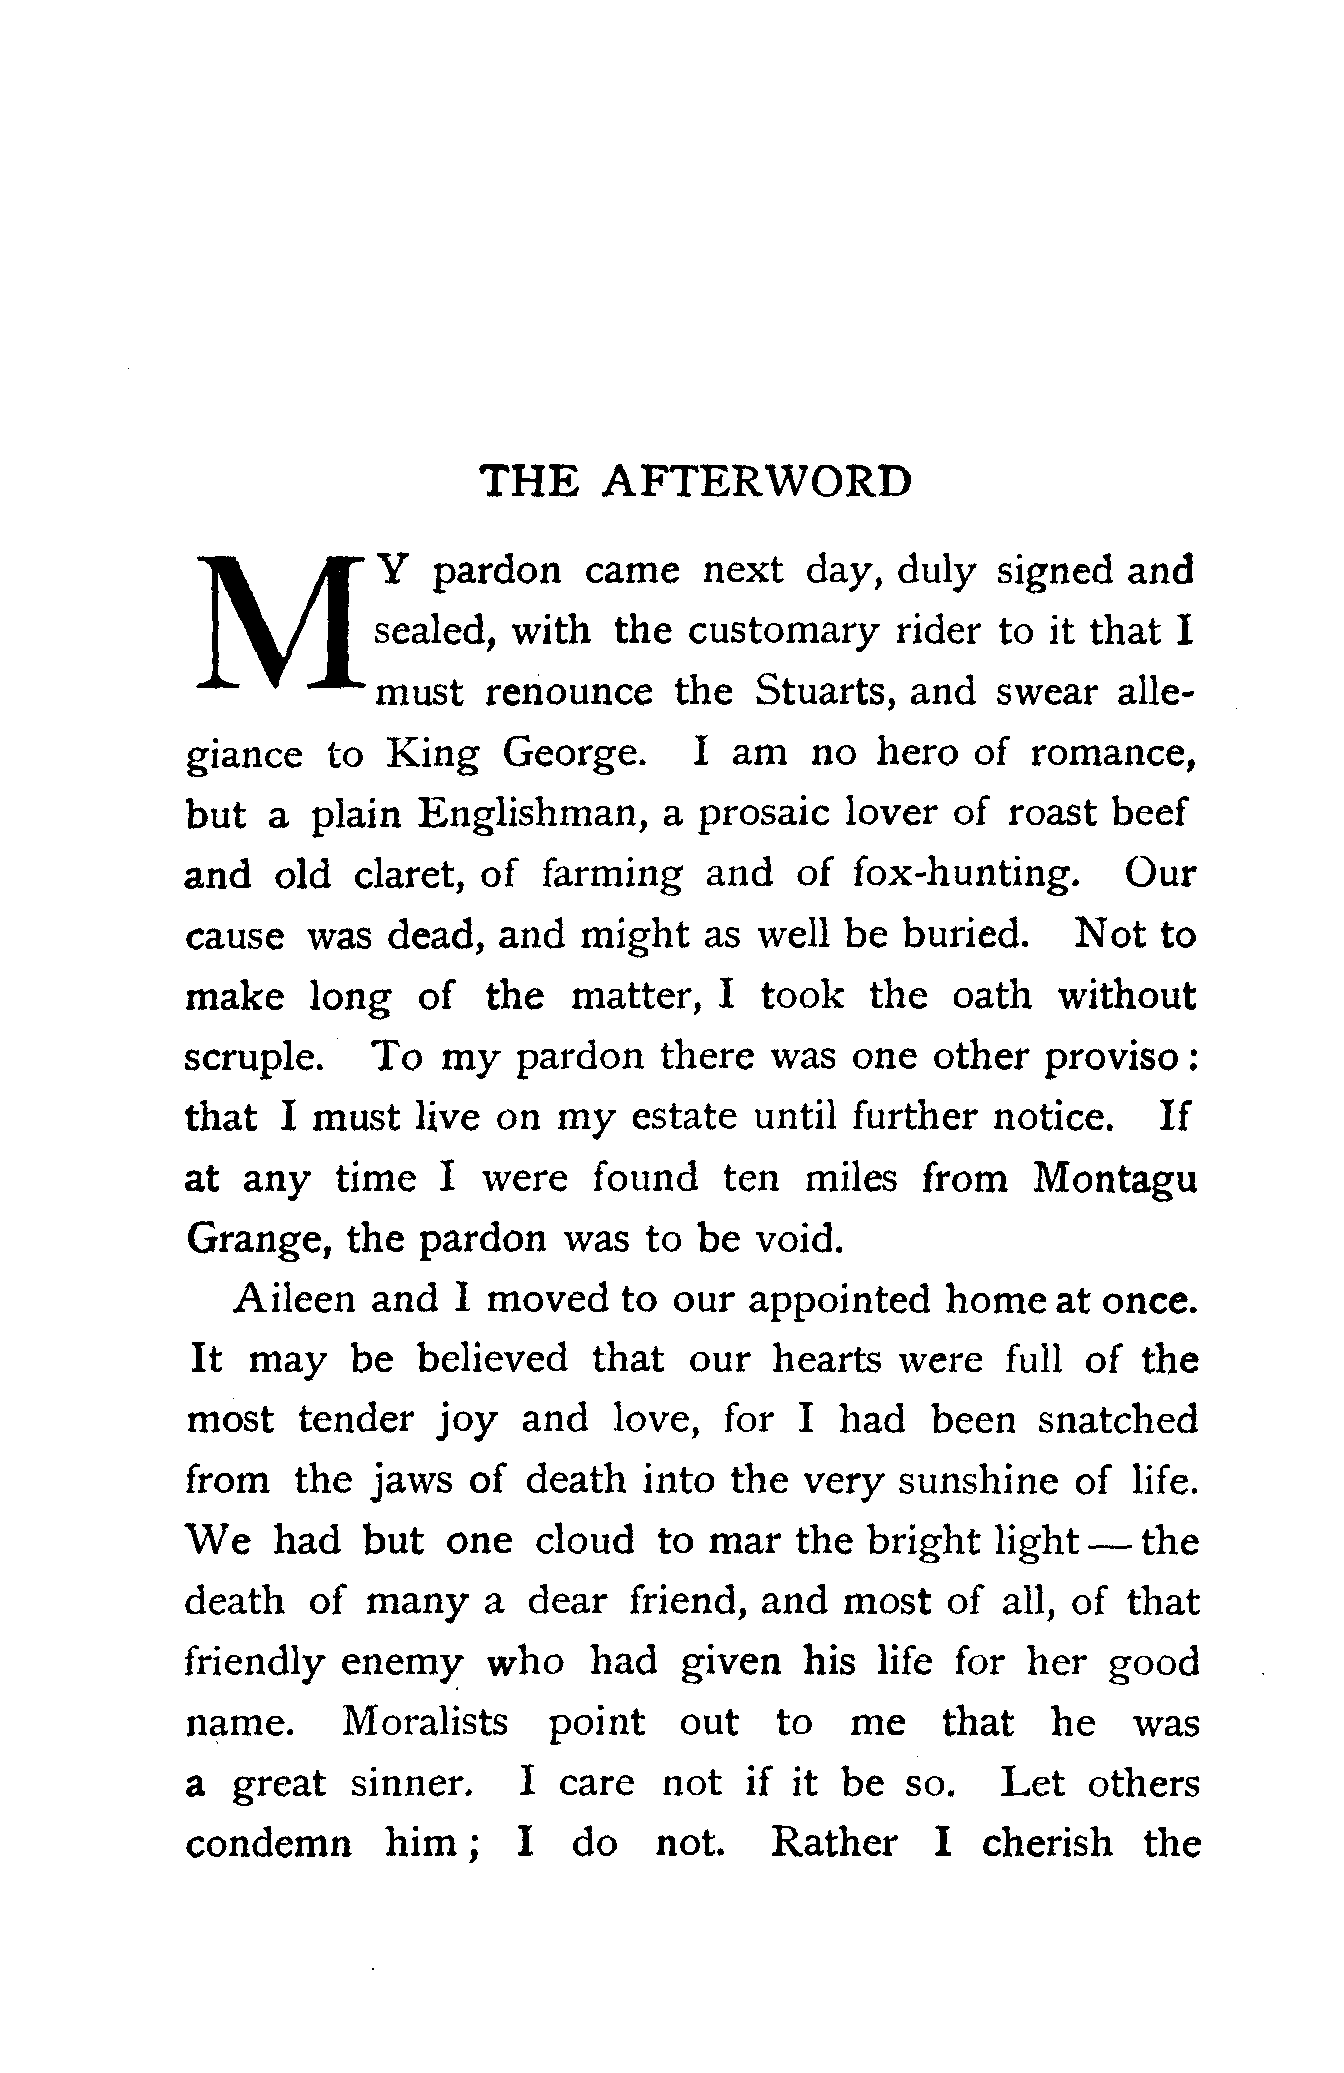 THE AFTERWORD
MY pardon came next day, duly signed and
sealed, with the customary rider to it that I
must renounce the Stuarts, and swear alle-
giance to King George. I am no hero of romance,
but a plain Englishman, a prosaic lover of roast beef
and old claret, of farming and of fox-hunting. Our
cause was dead, and might as well be buried. Not to
make long of the matter, I took the oath without
scruple. To my pardon there was one other proviso:
that I must live on my estate until further notice. If
at any time I were found ten miles from Montagu
Grange, the pardon was to be void.
Aileen and I moved to our appointed home at once.
It may be believed that our hearts were full of the
most tender joy and love, for I had been snatched
from the jaws of death into the very sunshine of life.
We had but one cloud to mar the bright light — the
death of many a dear friend, and most of all, of that
friendly enemy who had given his life for her good
name. Moralists point out to me that he was
a great sinner. I care not if it be so. Let others
condemn him; I do not. Rather I cherish the